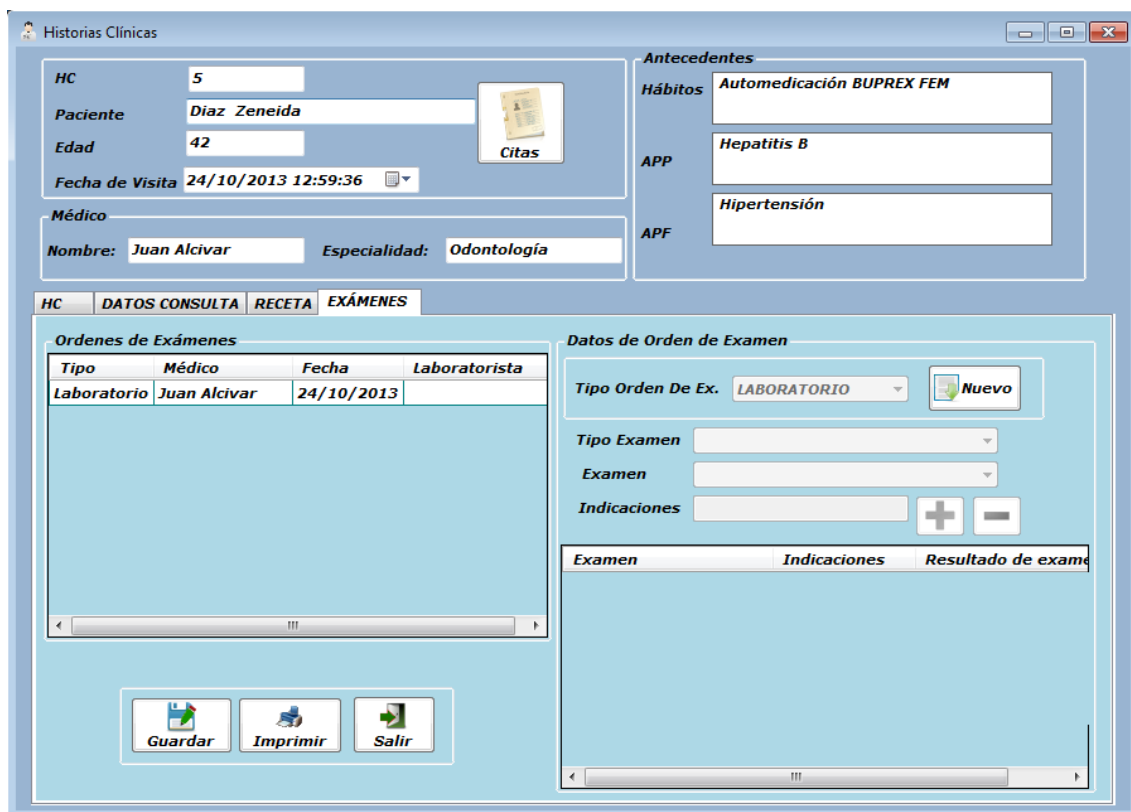 Historias Clínicas
HC 5
Paciente Diaz Zeneida
Edad 42
Citas
Fecha de Visita 24/10/2013 12:59:36
Antecedentes
Hábitos Automedicación BUPREX FEM
APP Hepatitis B
APF Hipertensión
Médico
Nombre: Juan Alcivar Especialidad: Odontología
HC DATOS CONSULTA RECETA EXÁMENES
Ordenes de Exámenes
Tipo Médico Fecha Laboratorista
Laboratorio Juan Alcivar 24/10/2013
Guardar Imprimir Salir
Datos de Orden de Examen
Tipo Orden De Ex. LABORATORIO Nuevo
Tipo Examen
Examen
Indicaciones
Examen Indicaciones Resultado de exame